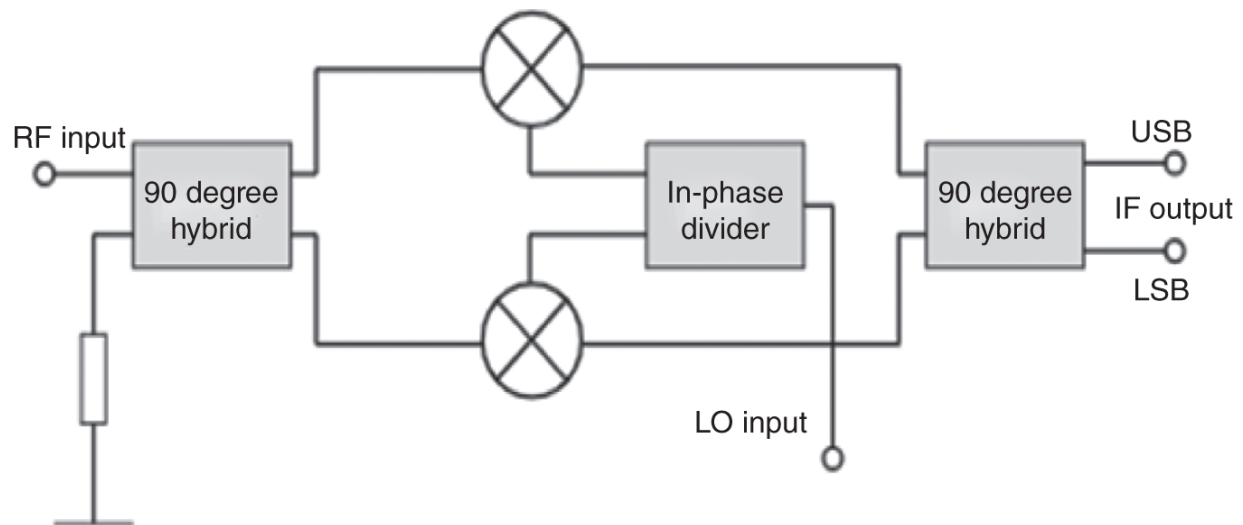 RF input
90 degree
hybrid
In-phase
divider
90 degree
hybrid
USB
IF output
LSB
LO input